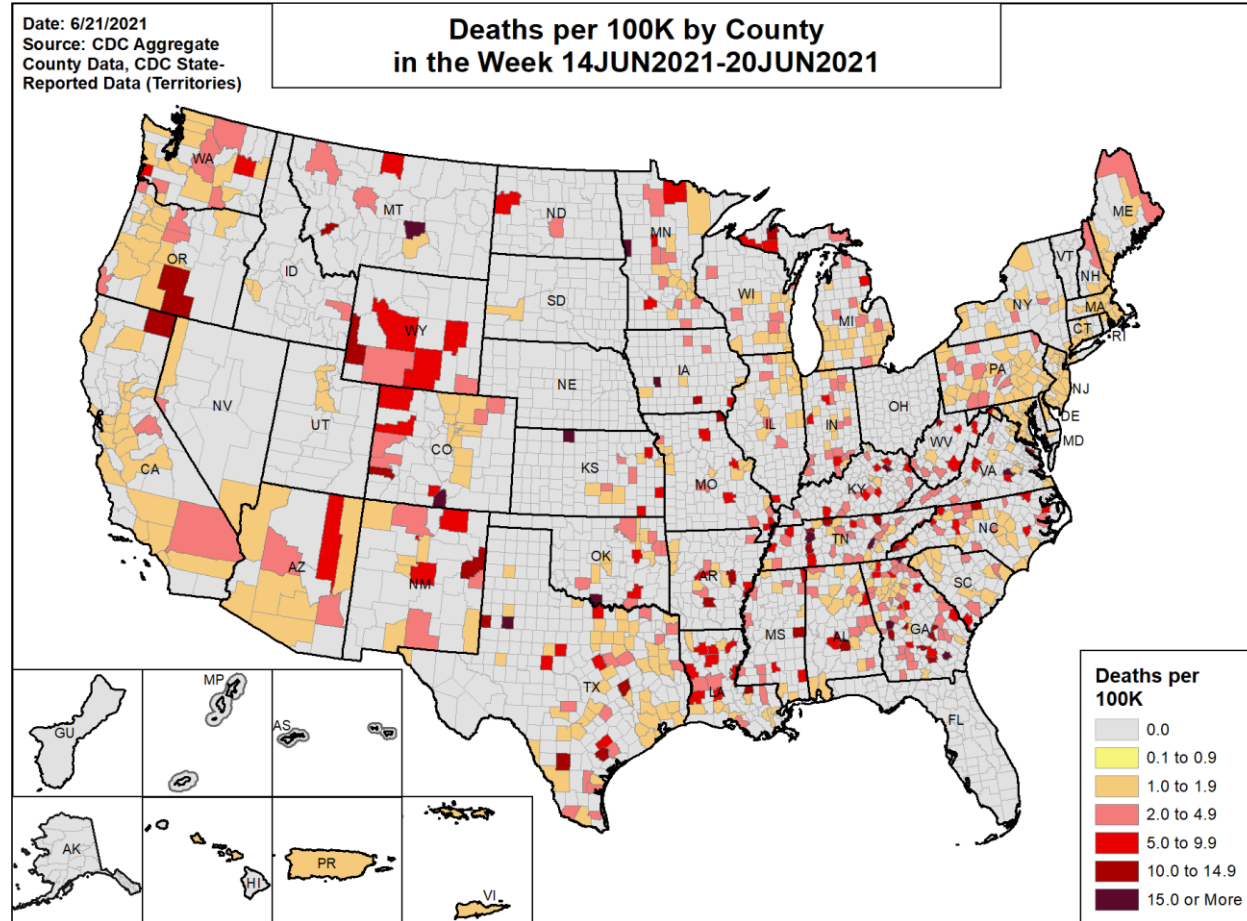 Date: 6/21/2021
Source: CDC Aggregate
County Data, CDC State-
Reported Data (Territories)
Deaths per 100K by County
in the Week 14JUN2021-20JUN2021
WA
MT
ND
MN
ME
OR
ID
SD
WI
MI
VT
NH
NY
MA
CT
RI
WY
IA
NE
PA
NJ
NV
UT
CO
IL
IN
OH
DE
MD
CA
KS
MO
WV
VA
KY
AZ
NM
OK
AR
TN
NC
SC
TX
LA
MS
AL
GA
FL
GU
MP
AS
AK
HI
PR
VI
Deaths per
100K
0.0
0.1 to 0.9
1.0 to 1.9
2.0 to 4.9
5.0 to 9.9
10.0 to 14.9
15.0 or More